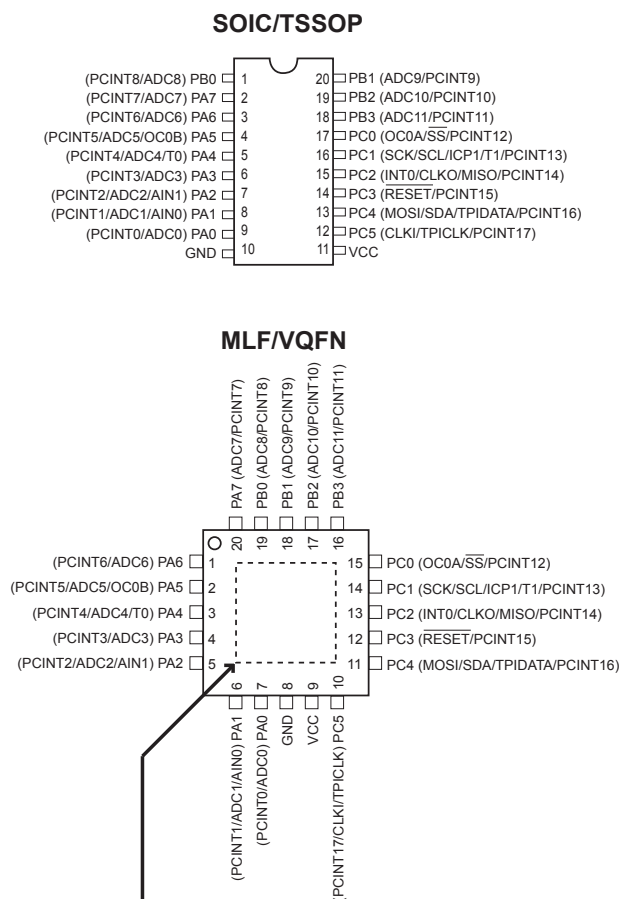 SOIC/TSSOP
(PCINT8/ADC8) PB0 1 20 PB1 (ADC9/PCINT9)
(PCINT7/ADC7) PA7 2 19 PB2 (ADC10/PCINT10)
(PCINT6/ADC6) PA6 3 18 PB3 (ADC11/PCINT11)
(PCINT5/ADC5/OC0B) PA5 4 17 PC0 (OC0A/SS/PCINT12)
(PCINT4/ADC4/T0) PA4 5 16 PC1 (SCK/SCL/ICP1/T1/PCINT13)
(PCINT3/ADC3) PA3 6 15 PC2 (INT0/CLKO/MISO/PCINT14)
(PCINT2/ADC2/AIN1) PA2 7 14 PC3 (RESET/PCINT15)
(PCINT1/ADC1/AIN0) PA1 8 13 PC4 (MOSI/SDA/TPIDATA/PCINT16)
(PCINT0/ADC0) PA0 9 12 PC5 (CLKI/TPICLK/PCINT17)
GND 10 11 VCC
MLF/VQFN
PA7 (ADC7/PCINT7)
PB0 (ADC8/PCINT8)
PB1 (ADC9/PCINT9)
PB2 (ADC10/PCINT10)
PB3 (ADC11/PCINT11)
20 19 18 17 16
(PCINT6/ADC6) PA6 1 15 PC0 (OC0A/SS/PCINT12)
(PCINT5/ADC5/OC0B) PA5 2 14 PC1 (SCK/SCL/ICP1/T1/PCINT13)
(PCINT4/ADC4/T0) PA4 3 13 PC2 (INT0/CLKO/MISO/PCINT14)
(PCINT3/ADC3) PA3 4 12 PC3 (RESET/PCINT15)
(PCINT2/ADC2/AIN1) PA2 5 11 PC4 (MOSI/SDA/TPIDATA/PCINT16)
6 7 8 9 10
(PCINT1/ADC1/AIN0) PA1
(PCINT0/ADC0) PA0
GND
VCC
(PCINT17/CLKI/TPICLK) PC5